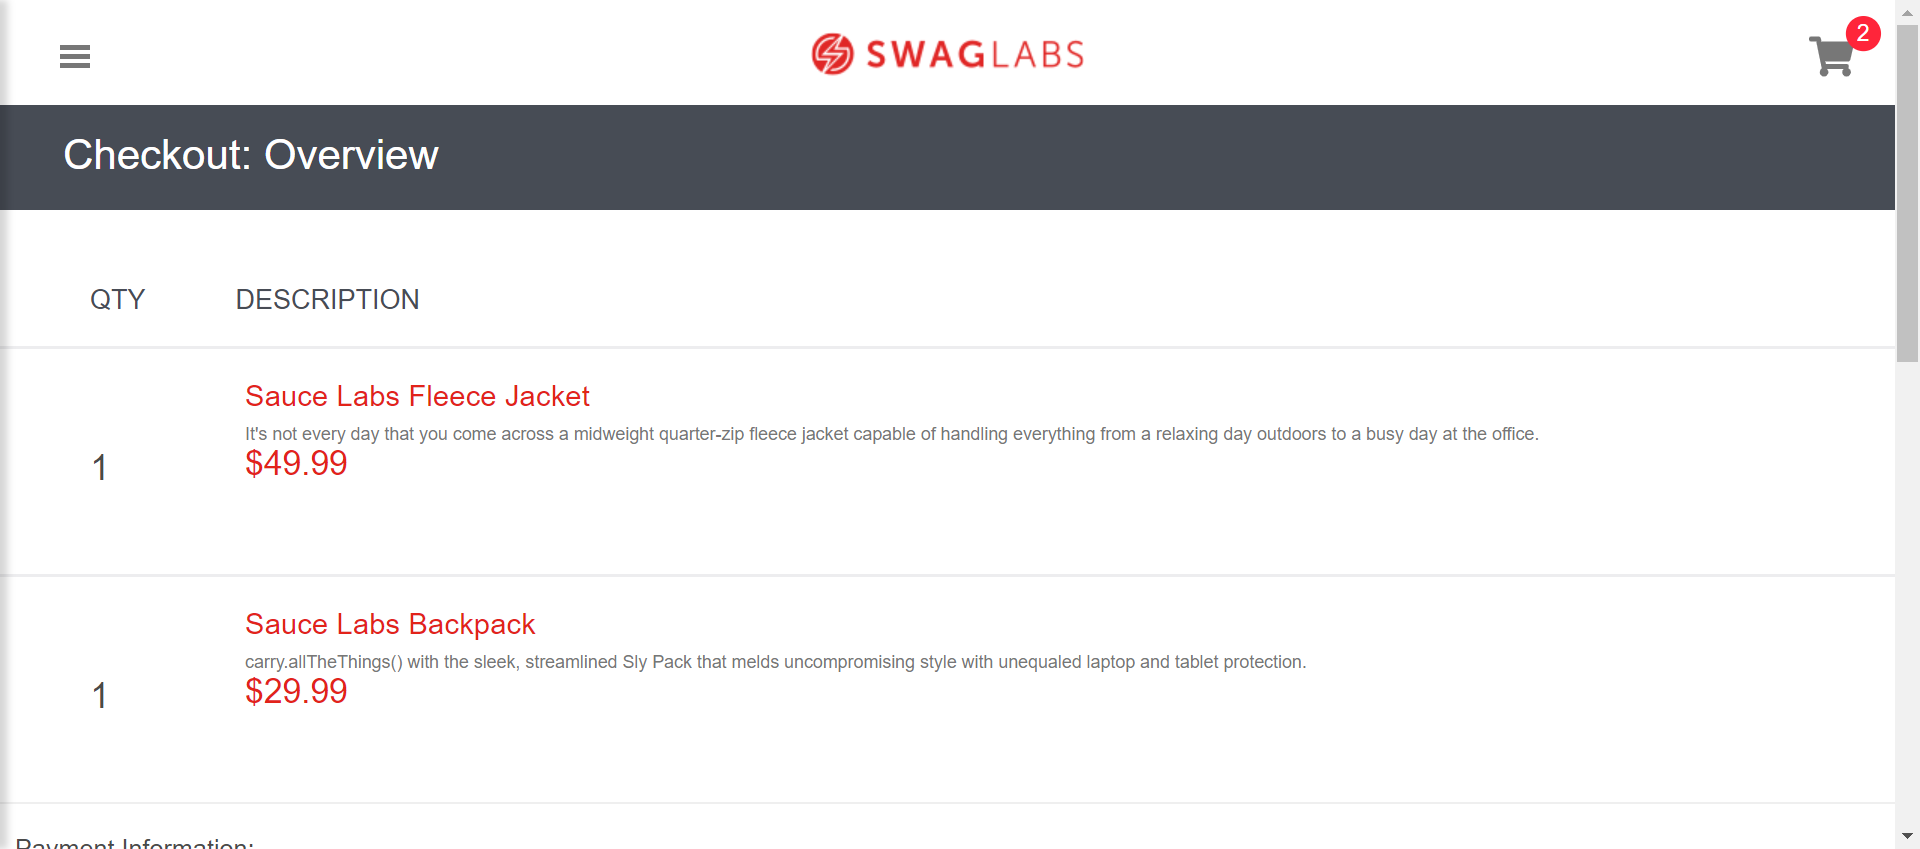 SWAGLABS
2
Checkout: Overview
QTY DESCRIPTION
Sauce Labs Fleece Jacket
It's not every day that you come across a midweight quarter-zip fleece jacket capable of handling everything from a relaxing day outdoors to a busy day at the office.
1
$49.99
Sauce Labs Backpack
carry.allTheThings() with the sleek, streamlined Sly Pack that melds uncompromising style with unequaled laptop and tablet protection.
1
$29.99
Payment Information: